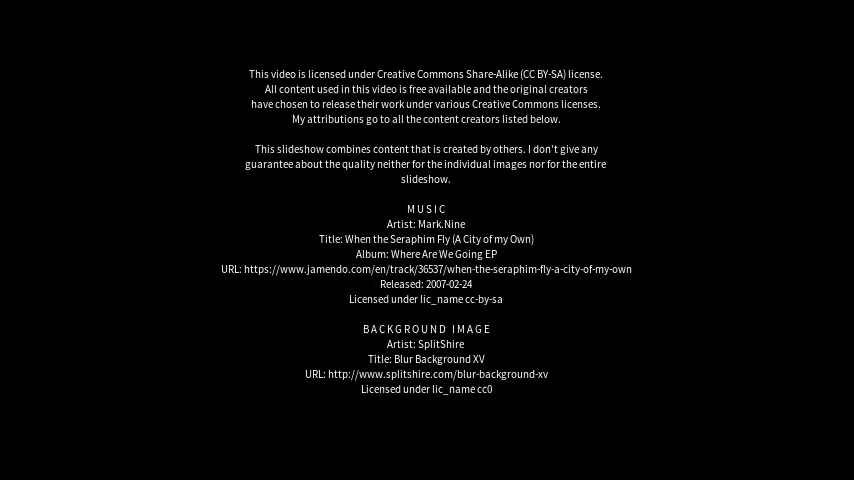 This video is licensed under Creative Commons Share-Alike (CC BY-SA) license.
All content used in this video is free available and the original creators
have chosen to release their work under various Creative Commons licenses.
My attributions go to all the content creators listed below.
This slideshow combines content that is created by others. I don't give any
guarantee about the quality neither for the individual images nor for the entire
slideshow.
MUSIC
Artist: Mark.Nine
Title: When the Seraphim Fly (A City of my Own)
Album: Where Are We Going EP
URL: https://www.jamendo.com/en/track/36537/when-the-seraphim-fly-a-city-of-my-own
Released: 2007-02-24
Licensed under lic_name cc-by-sa
BACKGROUND IMAGE
Artist: SplitShire
Title: Blur Background XV
URL: http://www.splitshire.com/blur-background-xv
Licensed under lic_name cc0